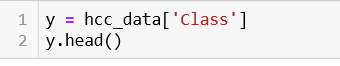 1 y = hcc_data['Class']
2 y.head()